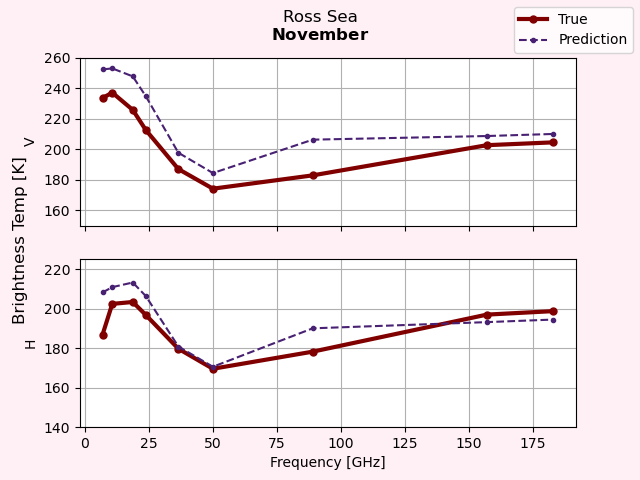 Ross Sea
November
True
Prediction
Brightness Temp [K]
V
260
240
220
200
180
160
H
220
200
180
160
140
0 25 50 75 100 125 150 175
Frequency [GHz]